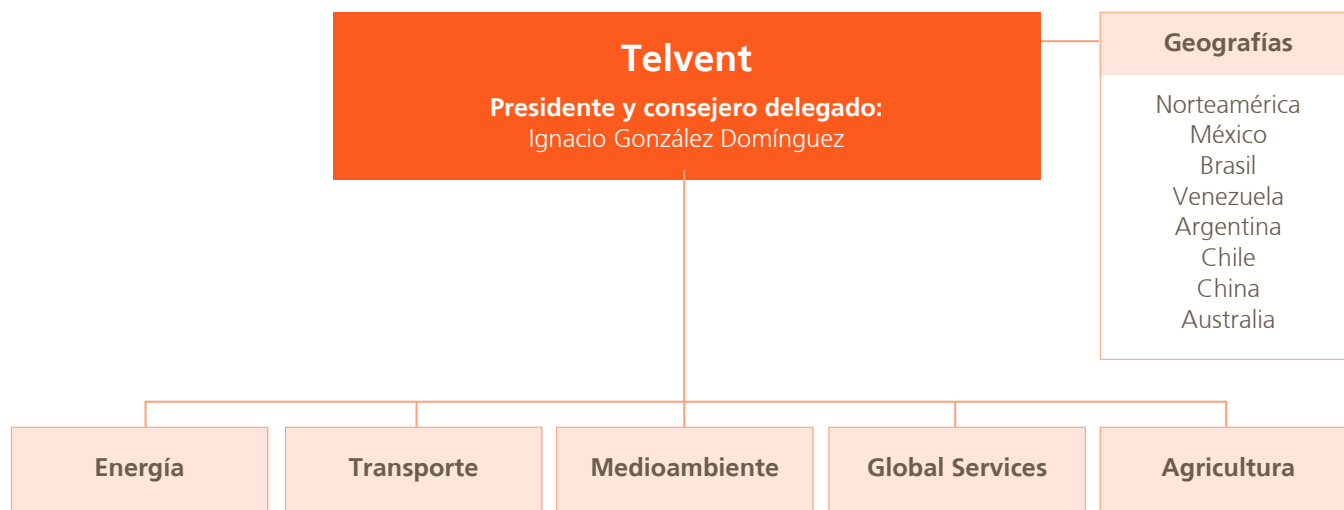 Telvent
Presidente y consejero delegado:
Ignacio González Domínguez
Geografías
Norteamérica
México
Brasil
Venezuela
Argentina
Chile
China
Australia
Energía
Transporte
Medioambiente
Global Services
Agricultura